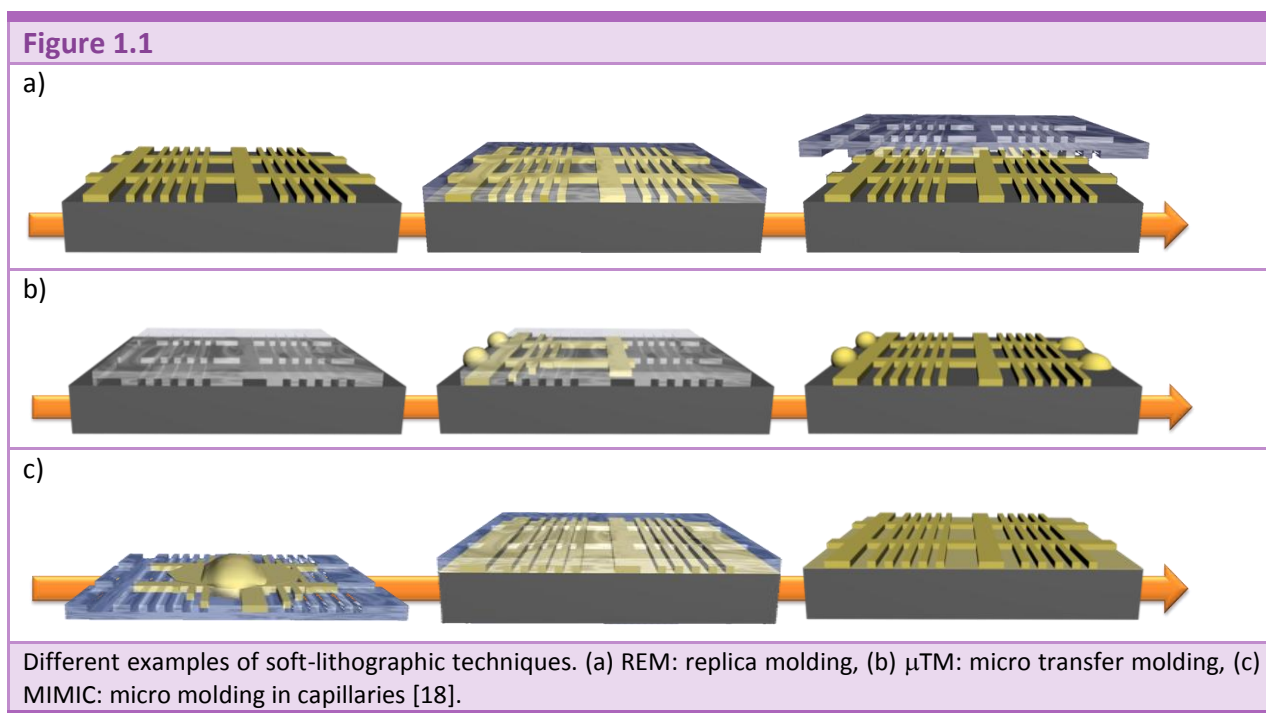 Figure 1.1
a)
b)
c)
Different examples of soft-lithographic techniques. (a) REM: replica molding, (b) μTM: micro transfer molding, (c)
MIMIC: micro molding in capillaries [18].